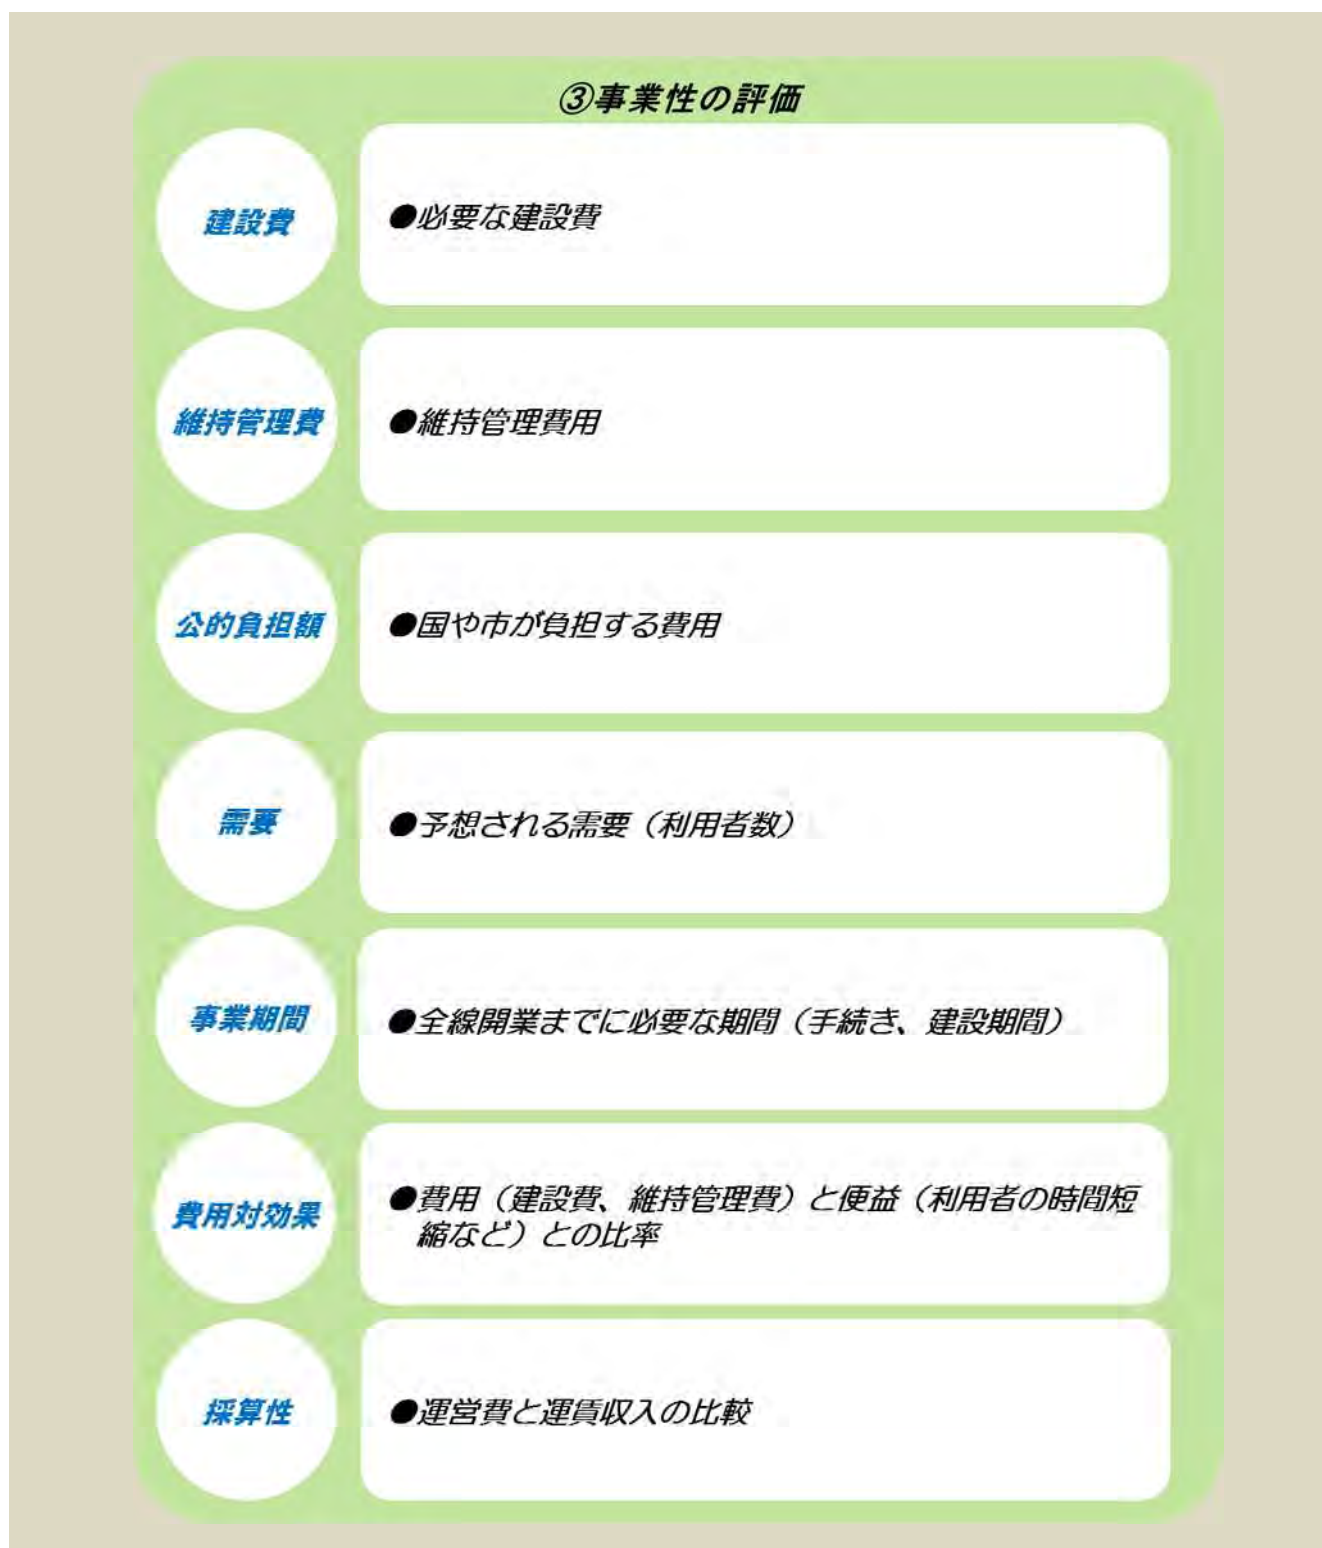 ③事業性の評価
建設費
●必要な建設費
維持管理費
●維持管理費用
公的負担額
●国や市が負担する費用
需要
●予想される需要（利用者数）
事業期間
●全線開業までに必要な期間（手続き、建設期間）
費用対効果
●費用（建設費、維持管理費）と便益（利用者の時間短
縮など）との比率
採算性
●運営費と運賃収入の比較